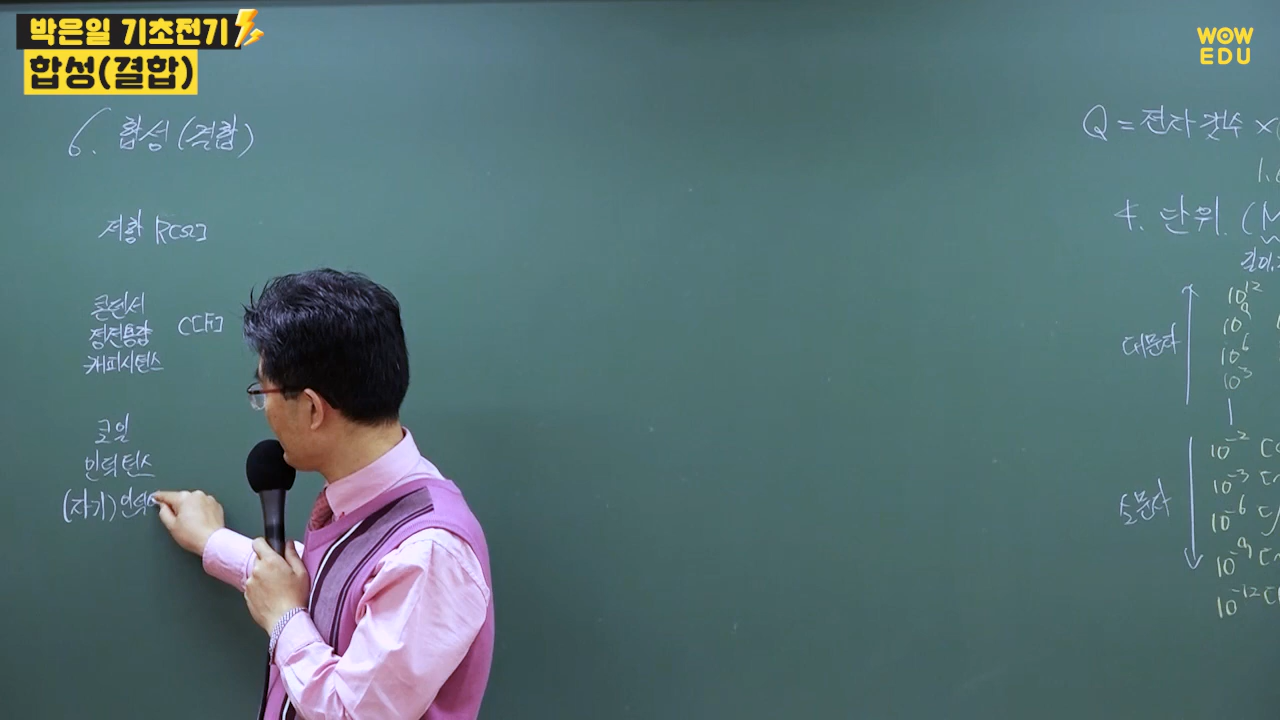 박은일 기초전기
합성(결합)
WOW
EDU
6. 합성(결합)
저항 R[Ω]
콘덴서
정전용량 C[F]
캐피시턴스
코일
인덕턴스
(자기)인덕
Q = 전자 갯수 ×
4. 단위. (M
길이.
대문자
10¹²
10⁹
10⁶
10³
1
소문자
10⁻²
10⁻³
10⁻⁶
10⁻⁹
10⁻¹²